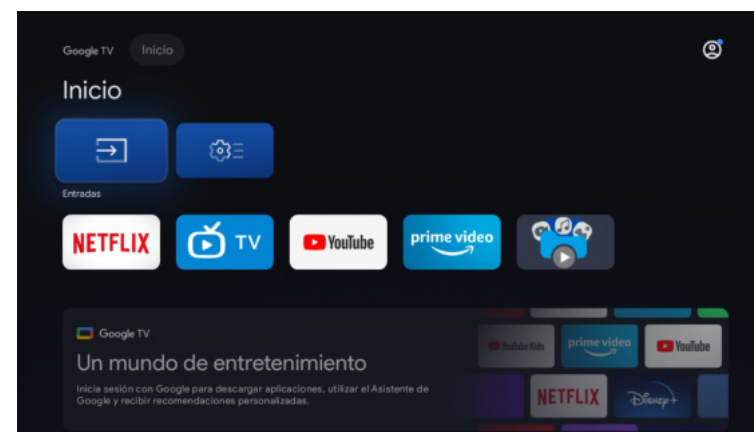 Google TV Inicio
Inicio
Entradas
NETFLIX TV YouTube prime video
Google TV
Un mundo de entretenimiento
Inicia sesión con Google para descargar aplicaciones, utilizar el Asistente de
Google y recibir recomendaciones personalizadas.
YouTube Kids prime video YouTube
NETFLIX Disney+